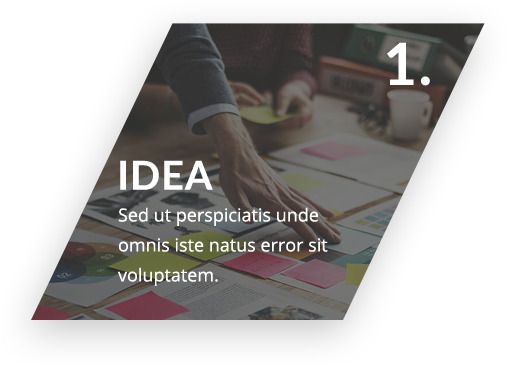 1.
IDEA
Sed ut perspiciatis unde
omnis iste natus error sit
voluptatem.